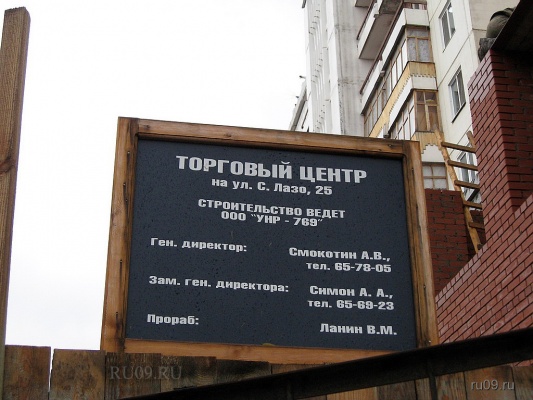 ТОРГОВЫЙ ЦЕНТР
на ул. С. Лазо, 25
СТРОИТЕЛЬСТВО ВЕДЕТ
ООО "УНР - 769"
Ген. директор: Смокотин А.В.,
тел. 65-78-05
Зам. ген. директора: Симон А. А.,
тел. 65-69-23
Прораб: Ланин В.М.
RU09.RU
ru09.ru